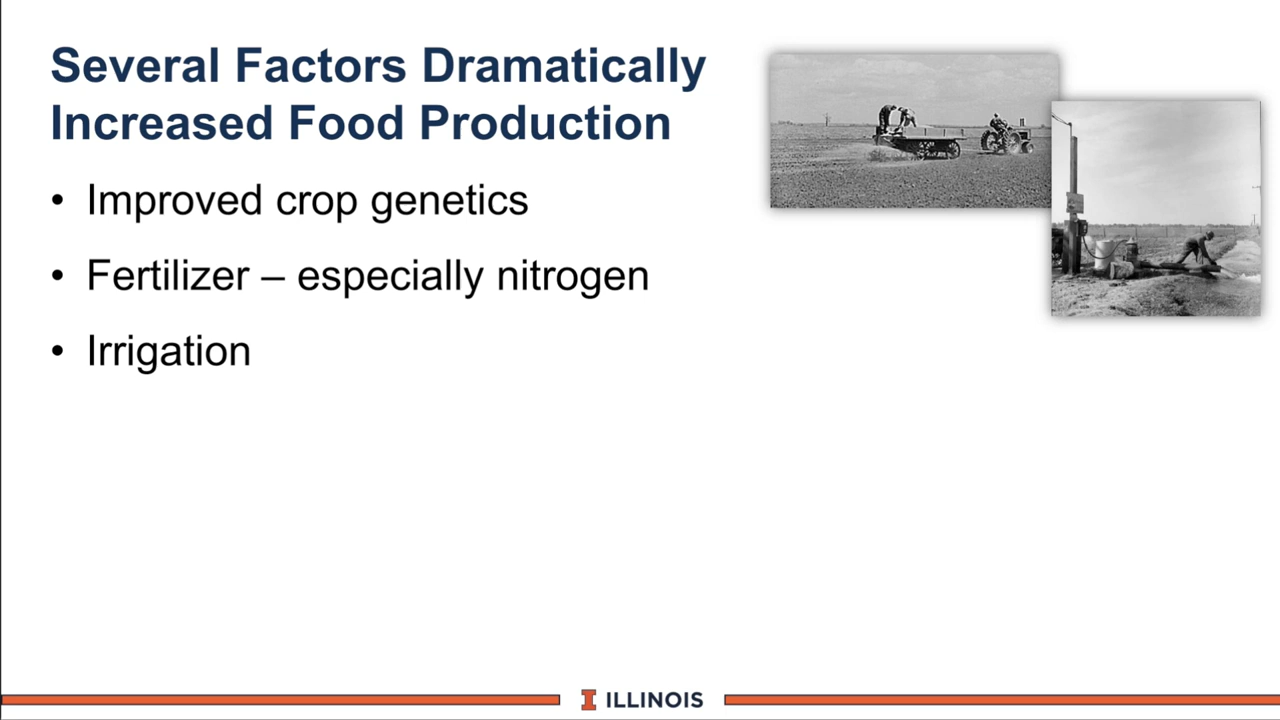 Several Factors Dramatically
Increased Food Production
• Improved crop genetics
• Fertilizer – especially nitrogen
• Irrigation
ILLINOIS